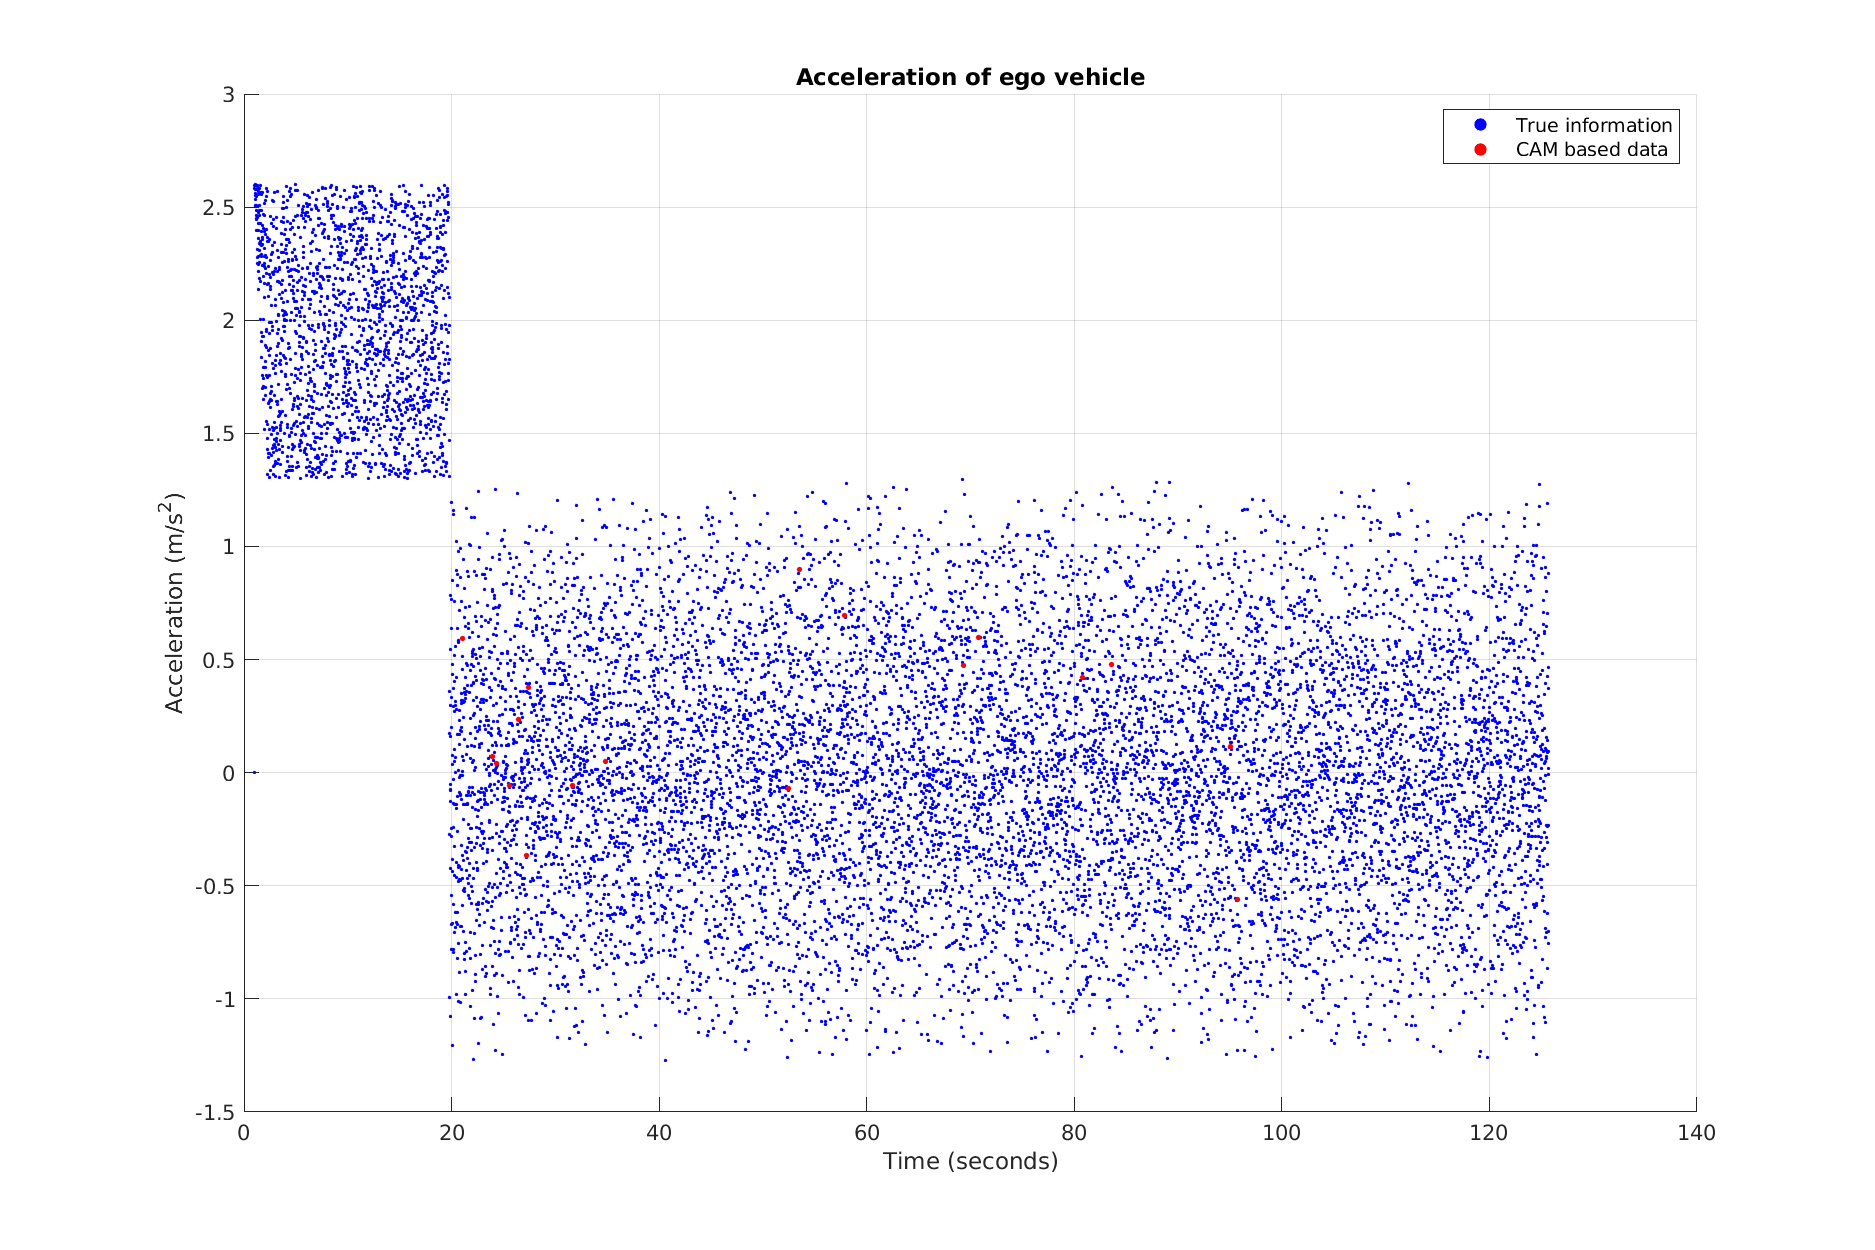 Acceleration of ego vehicle
True information
CAM based data
3
2.5
2
1.5
1
0.5
0
-0.5
-1
-1.5
Acceleration (m/s²)
0 20 40 60 80 100 120 140
Time (seconds)